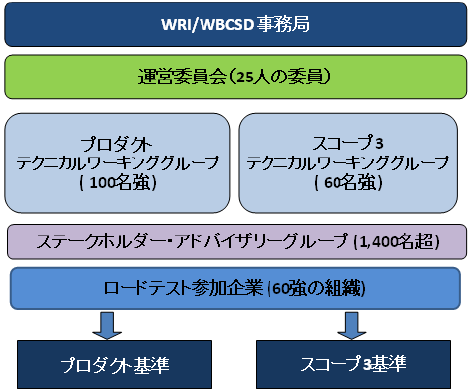 WRI/WBCSD 事務局
運営委員会（25人の委員）
プロダクト
テクニカルワーキンググループ
( 100名強)
スコープ3
テクニカルワーキンググループ
( 60名強)
ステークホルダー・アドバイザリーグループ (1,400名超)
ロードテスト参加企業 (60強の組織)
プロダクト基準
スコープ3基準